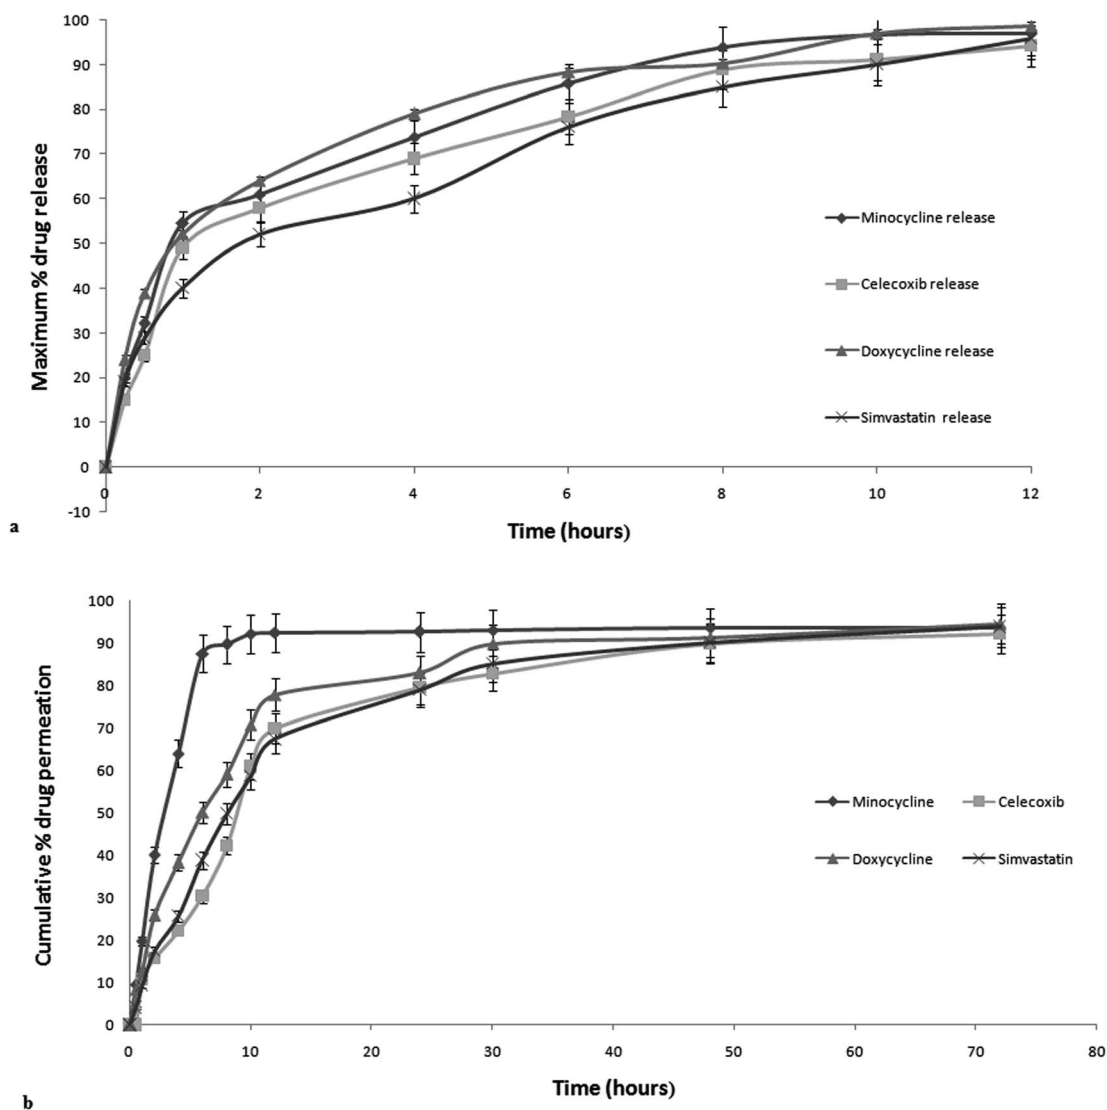 100
90
80
70
60
50
40
30
20
10
0
-10
Maximum % drug release
0 2 4 6 8 10 12
Time (hours)
Minocycline release
Celecoxib release
Doxycycline release
Simvastatin release
a
100
90
80
70
60
50
40
30
20
10
0
Cumulative % drug permeation
0 10 20 30 40 50 60 70 80
Time (hours)
Minocycline Celecoxib
Doxycycline Simvastatin
b